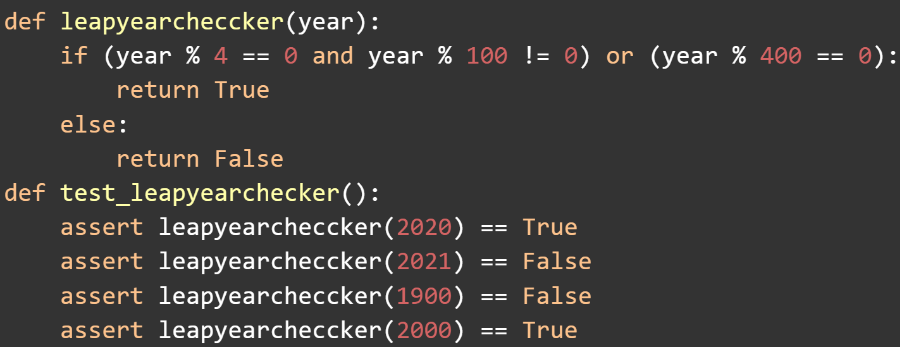 def leapyearcheccker(year):
    if (year % 4 == 0 and year % 100 != 0) or (year % 400 == 0):
        return True
    else:
        return False
def test_leapyearchecker():
    assert leapyearcheccker(2020) == True
    assert leapyearcheccker(2021) == False
    assert leapyearcheccker(1900) == False
    assert leapyearcheccker(2000) == True